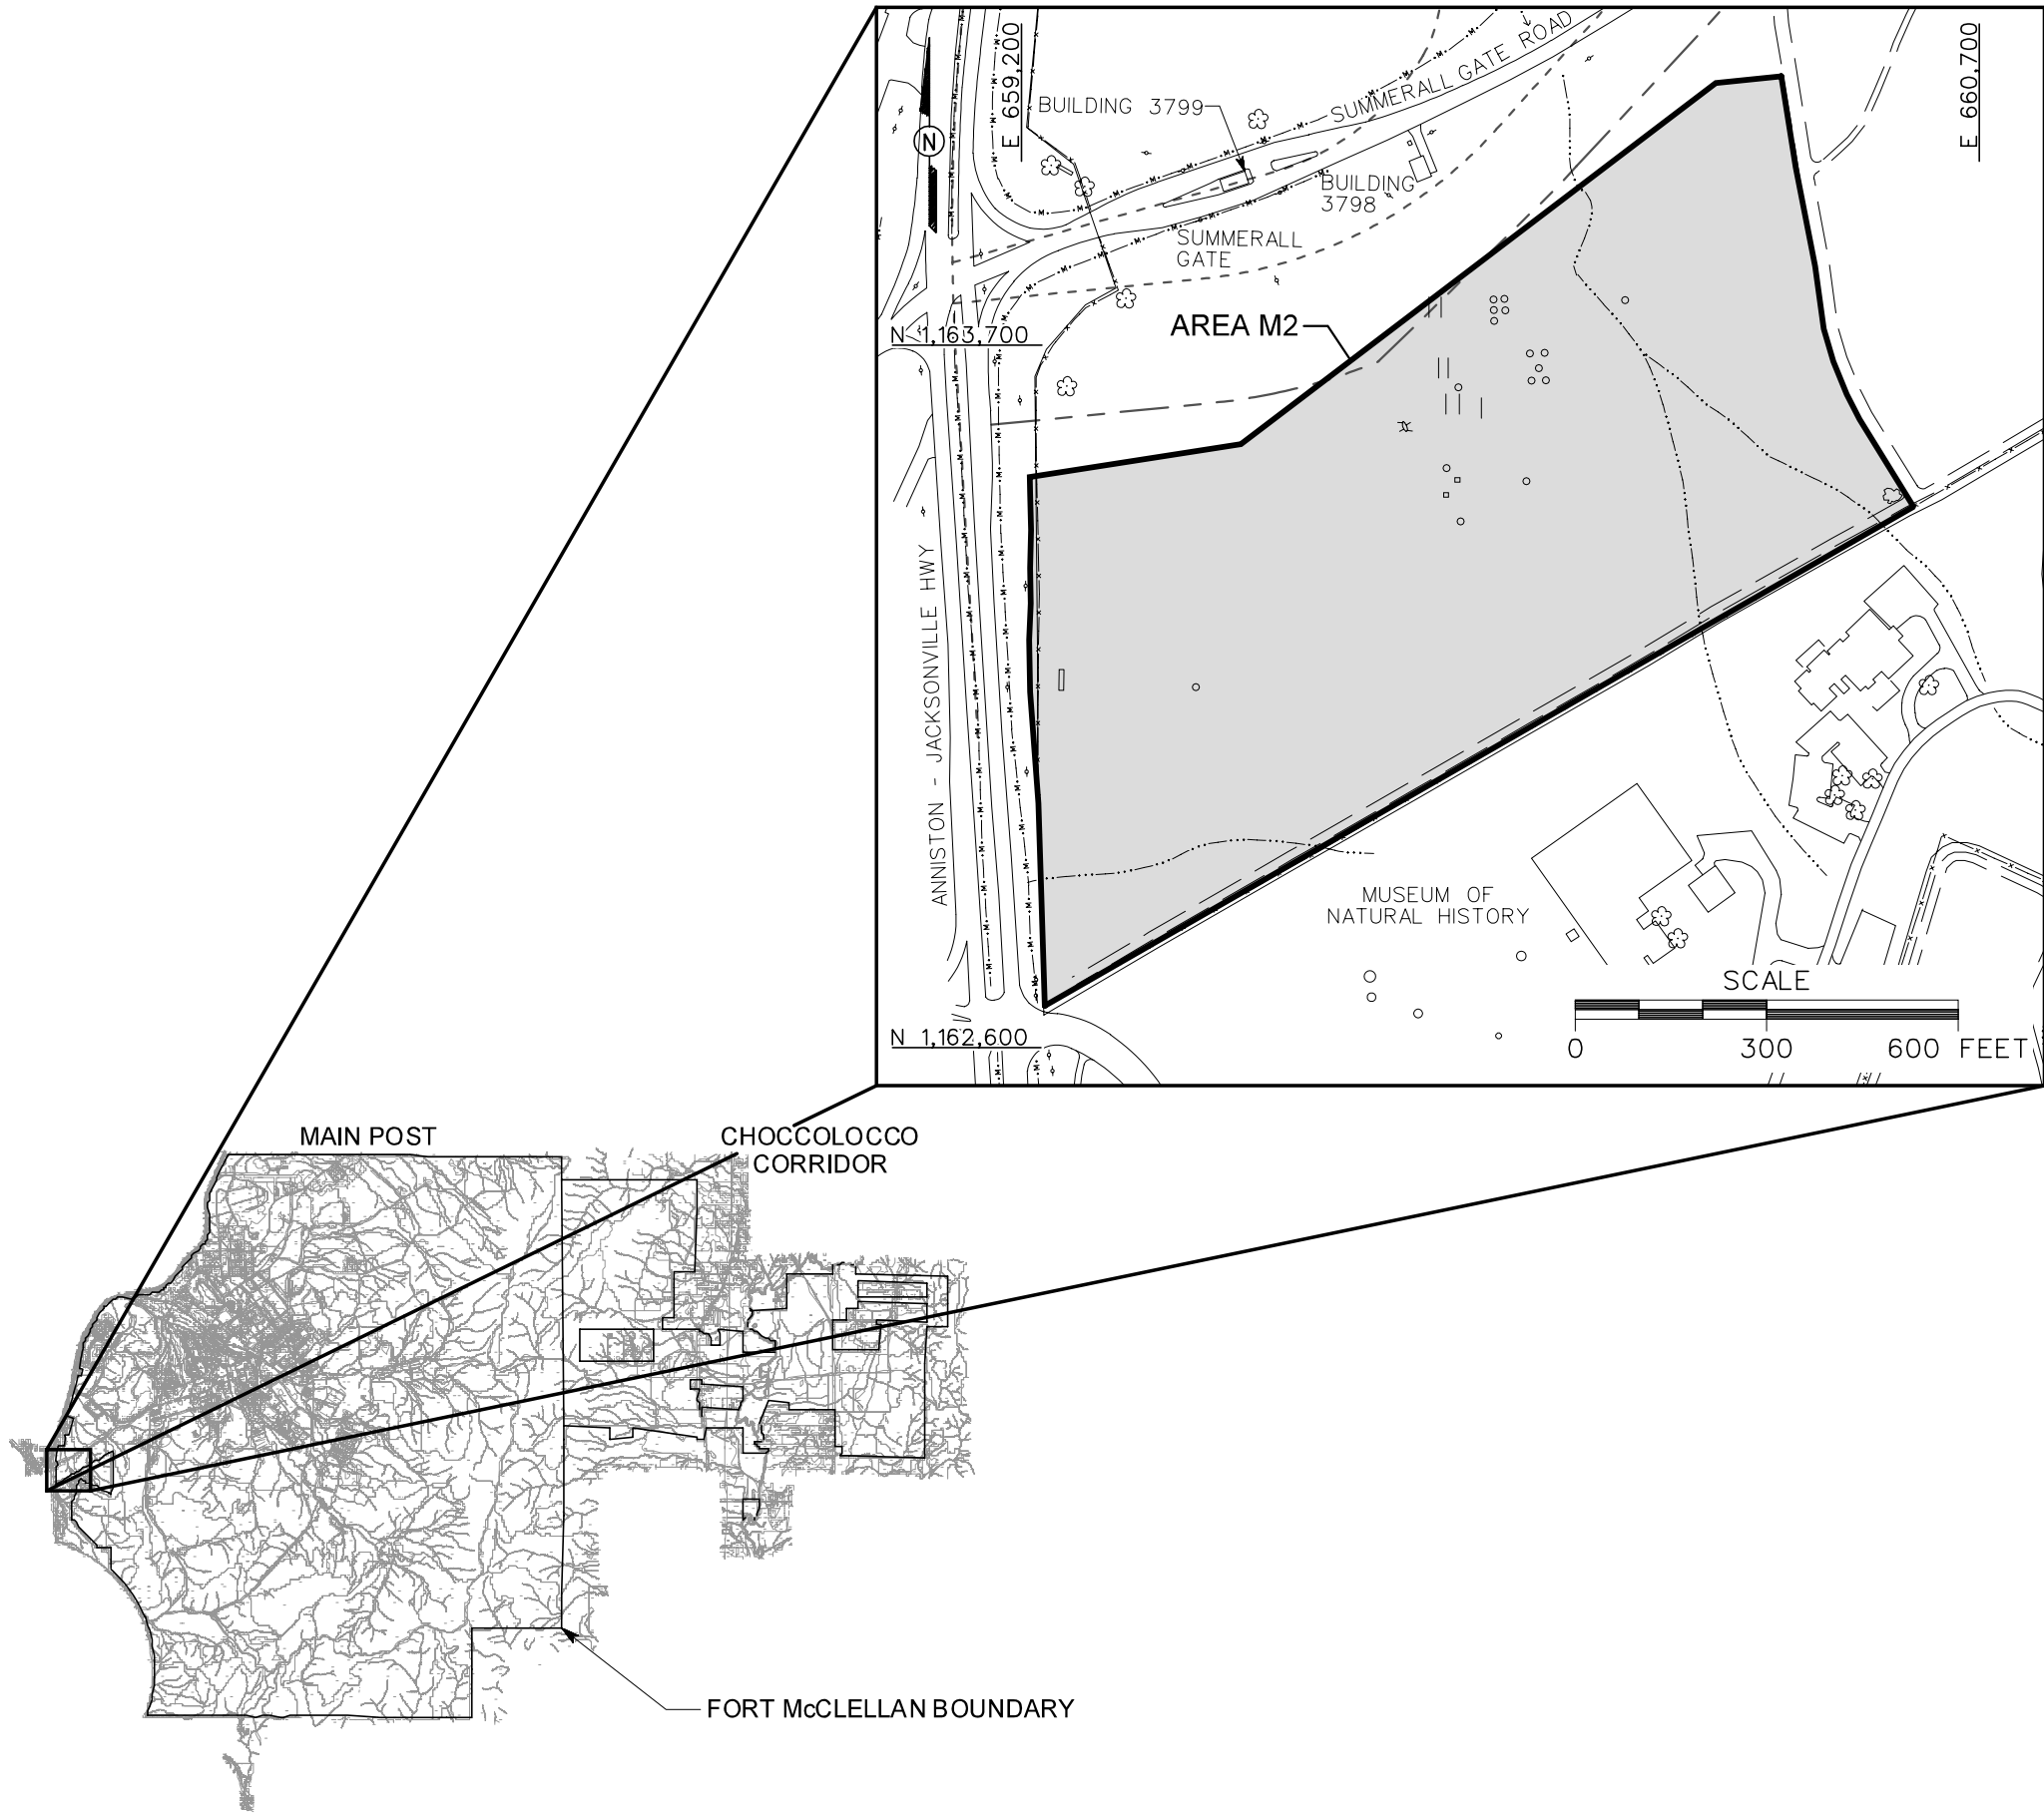 E 659,200
E 660,700
SUMMERALL GATE ROAD
BUILDING 3799
N
BUILDING
3798
SUMMERALL
GATE
AREA M2
N 1,163,700
ANNISTON - JACKSONVILLE HWY
MUSEUM OF
NATURAL HISTORY
SCALE
0 300 600 FEET
N 1,162,600
MAIN POST
CHOCCOLOCCO
CORRIDOR
FORT McCLELLAN BOUNDARY